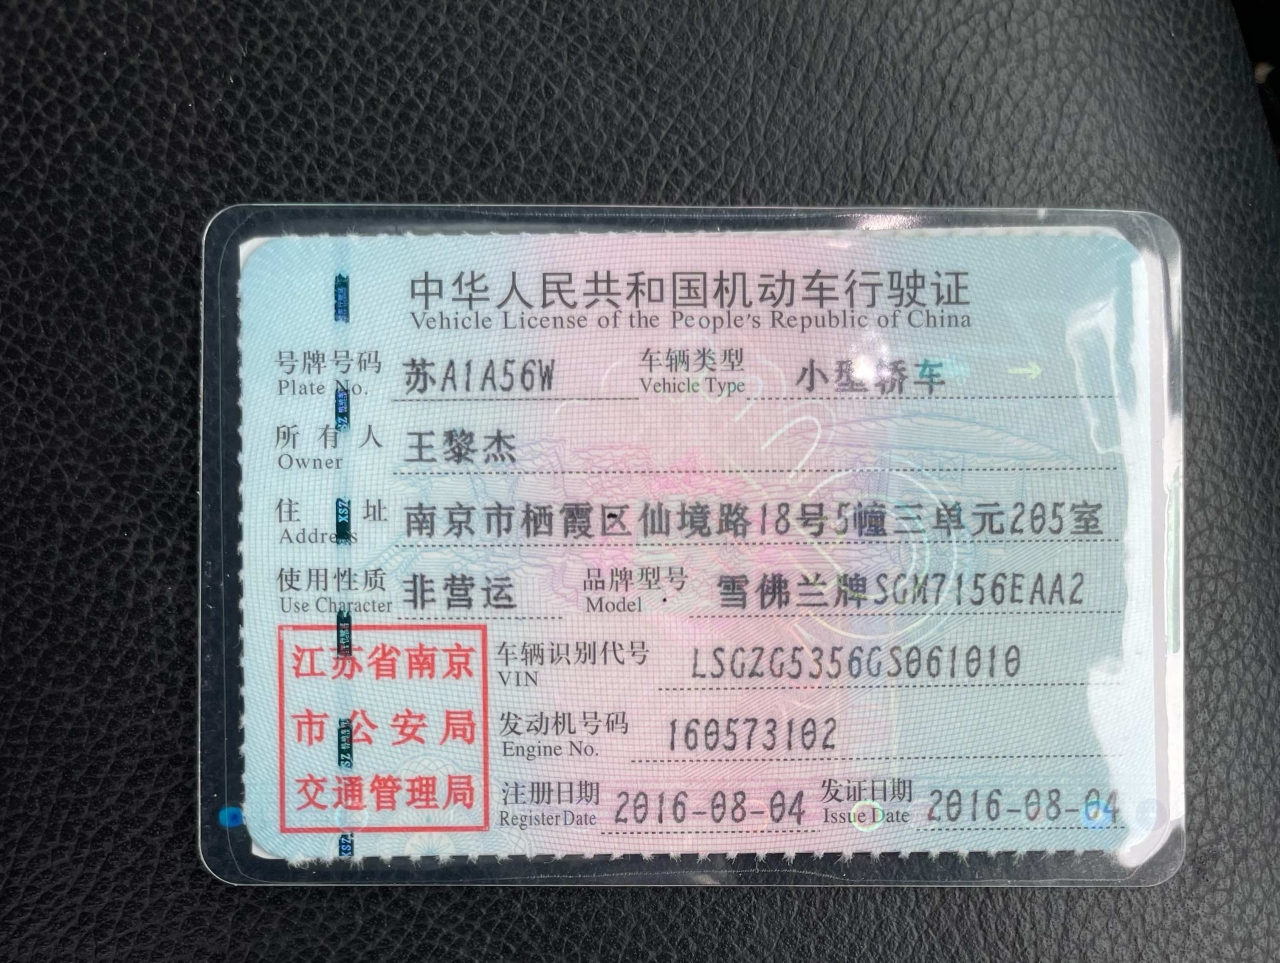 中华人民共和国机动车行驶证
Vehicle License of the People's Republic of China
号牌号码 苏A1A56W 车辆类型 小型轿车
Plate No. Vehicle Type
所有人 王黎杰
Owner
住址 南京市栖霞区仙境路18号5幢三单元205室
Address
使用性质 非营运 品牌型号 雪佛兰牌SGM7156EAA2
Use Character Model
江苏省南京
市公安局
交通管理局
车辆识别代号 LSGZG5356GS061010
VIN
发动机号码 160573102
Engine No.
注册日期 2016-08-04 发证日期 2016-08-04
Register Date Issue Date